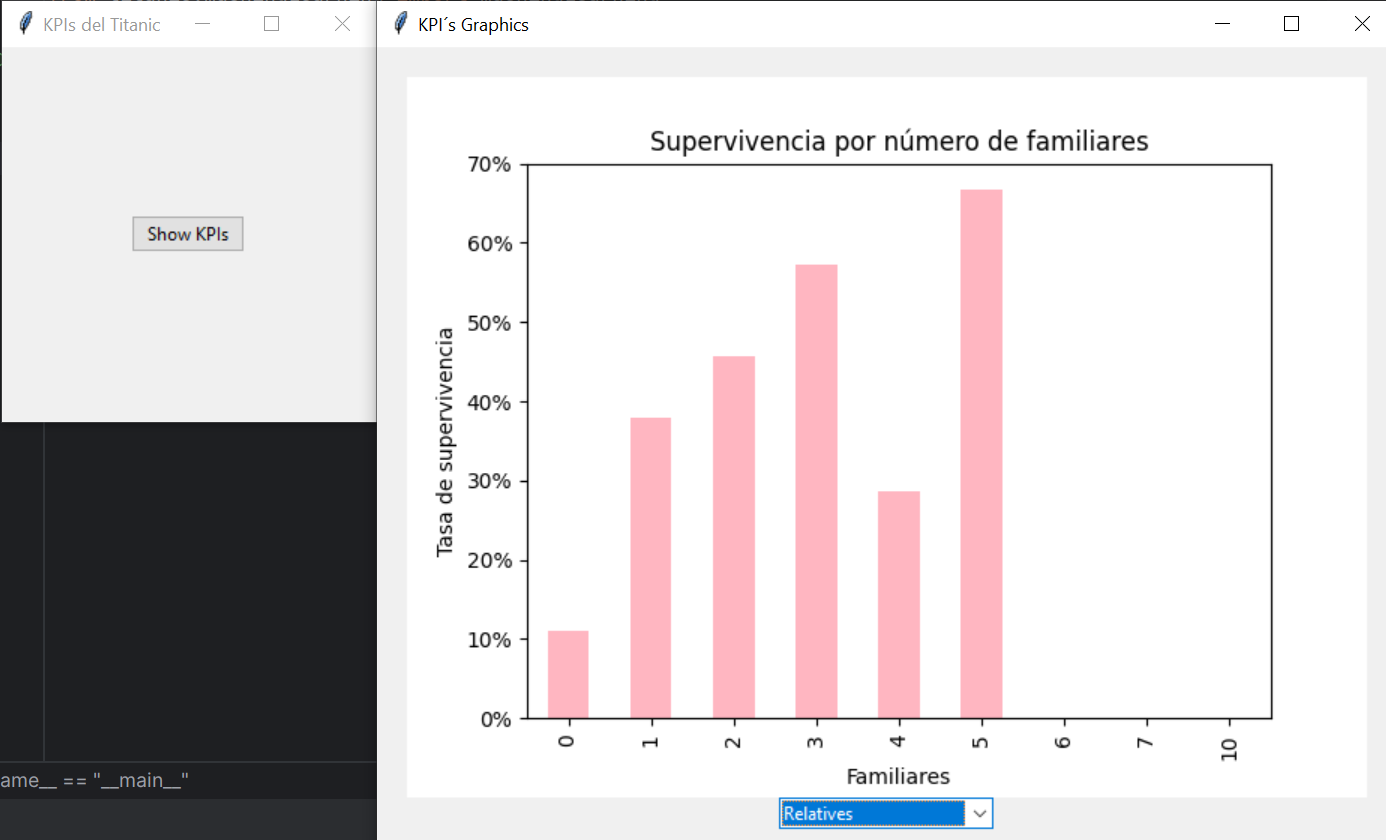 KPIs del Titanic
KPI´s Graphics
Show KPIs
Supervivencia por número de familiares
70%
60%
50%
40%
30%
20%
10%
0%
Tasa de supervivencia
0
1
2
3
4
5
6
7
10
Familiares
Relatives
ame__ == "__main__"